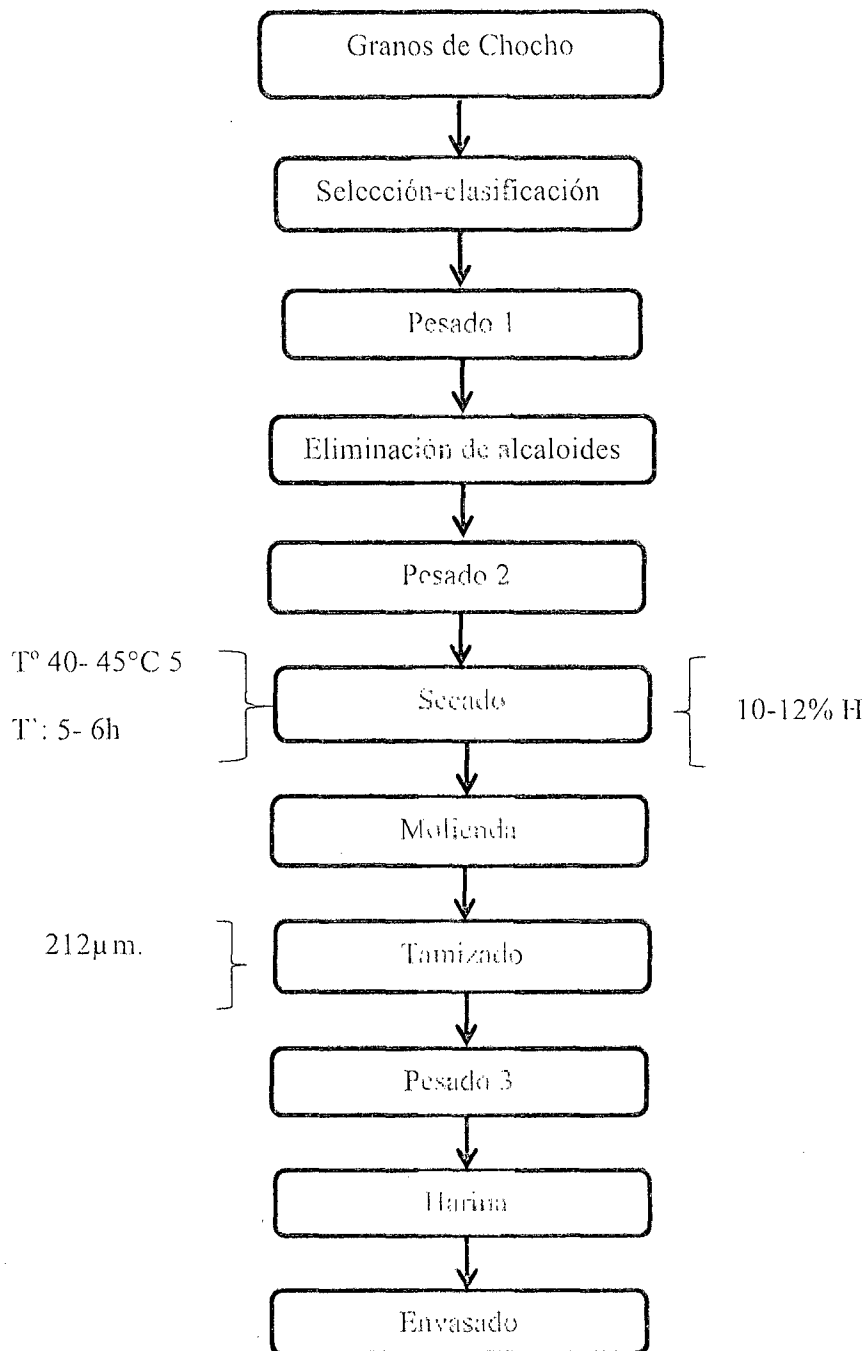 Granos de Chocho
Selección-clasificación
Pesado 1
Eliminación de alcaloides
Pesado 2
Tº 40- 45°C 5
T`: 5- 6h
Secado
10-12% H
Molienda
212µm.
Tamizado
Pesado 3
Harina
Envasado